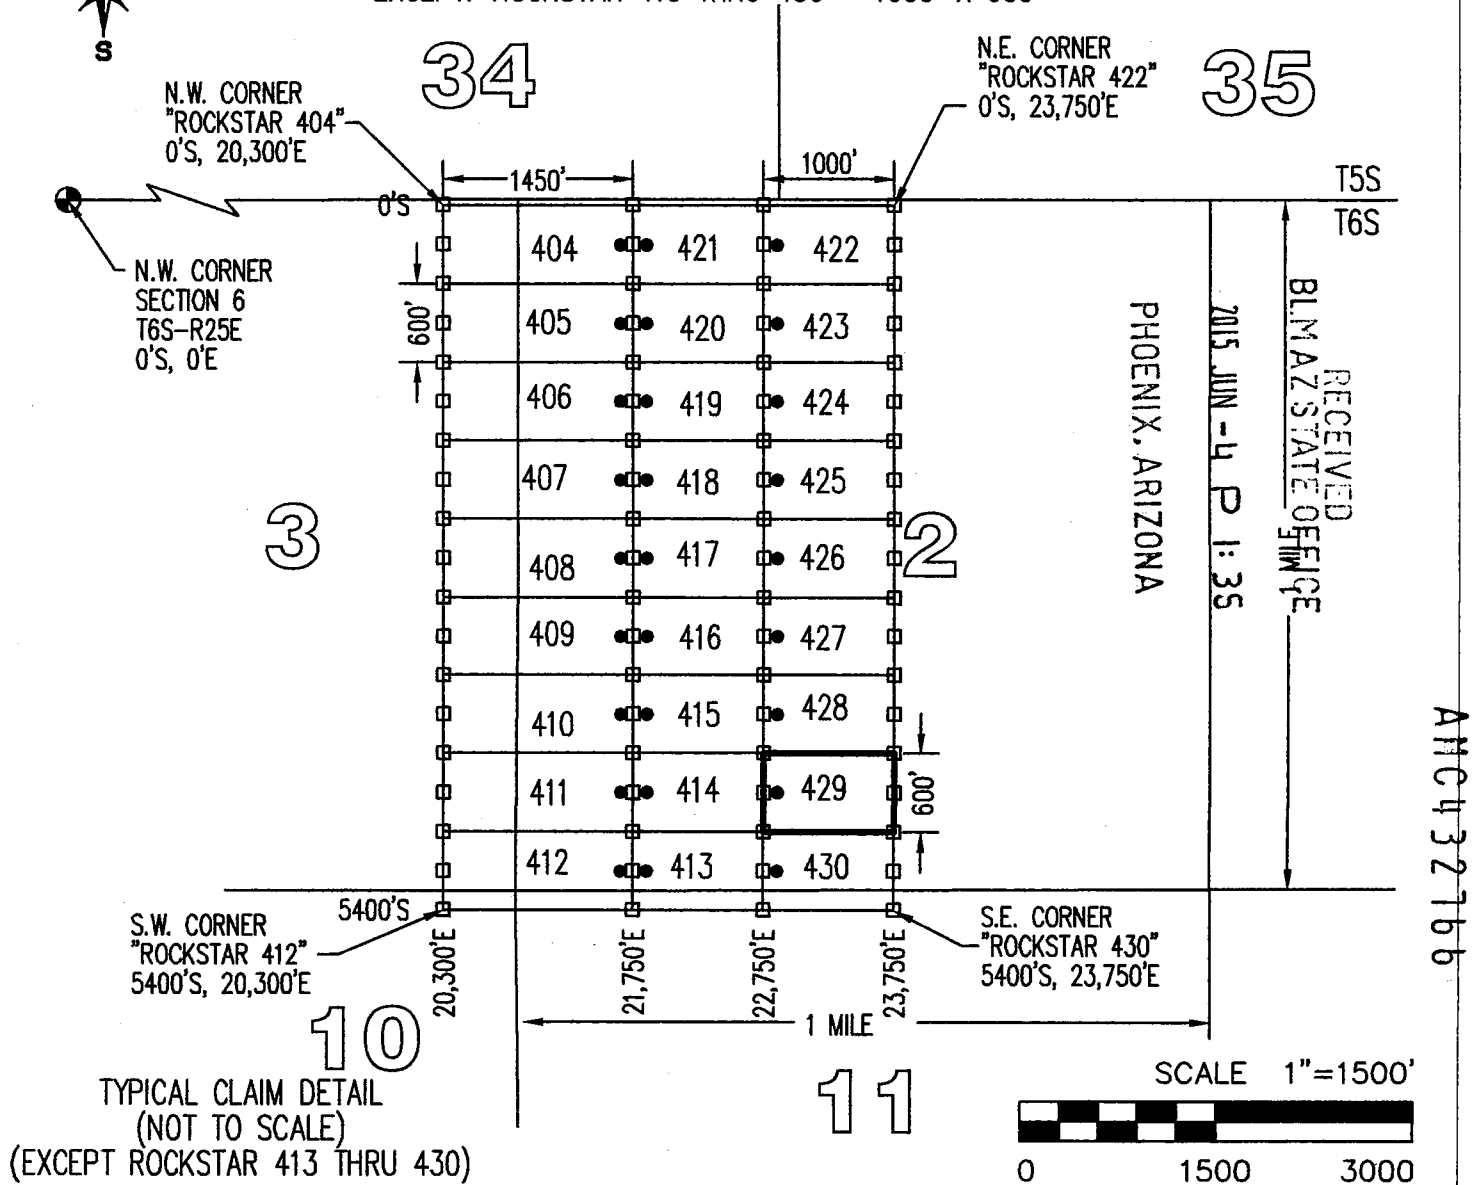 S
34
35
N.W. CORNER
"ROCKSTAR 404"
0'S, 20,300'E
N.E. CORNER
"ROCKSTAR 422"
0'S, 23,750'E
1450'
1000'
T5S
T6S
0'S
N.W. CORNER
SECTION 6
T6S-R25E
0'S, 0'E
600'
404 421 422
405 420 423
406 419 424
407 418 425
408 417 426
409 416 427
410 415 428
411 414 429
412 413 430
600'
3
2
PHOENIX, ARIZONA
2015 JUN -4 P 1: 35
BLM AZ STATE OFFICE
RECEIVED
1 MILE
AMC432766
5400'S
S.W. CORNER
"ROCKSTAR 412"
5400'S, 20,300'E
20,300'E
21,750'E
22,750'E
23,750'E
S.E. CORNER
"ROCKSTAR 430"
5400'S, 23,750'E
1 MILE
10
11
TYPICAL CLAIM DETAIL
(NOT TO SCALE)
(EXCEPT ROCKSTAR 413 THRU 430)
SCALE 1"=1500'
0 1500 3000